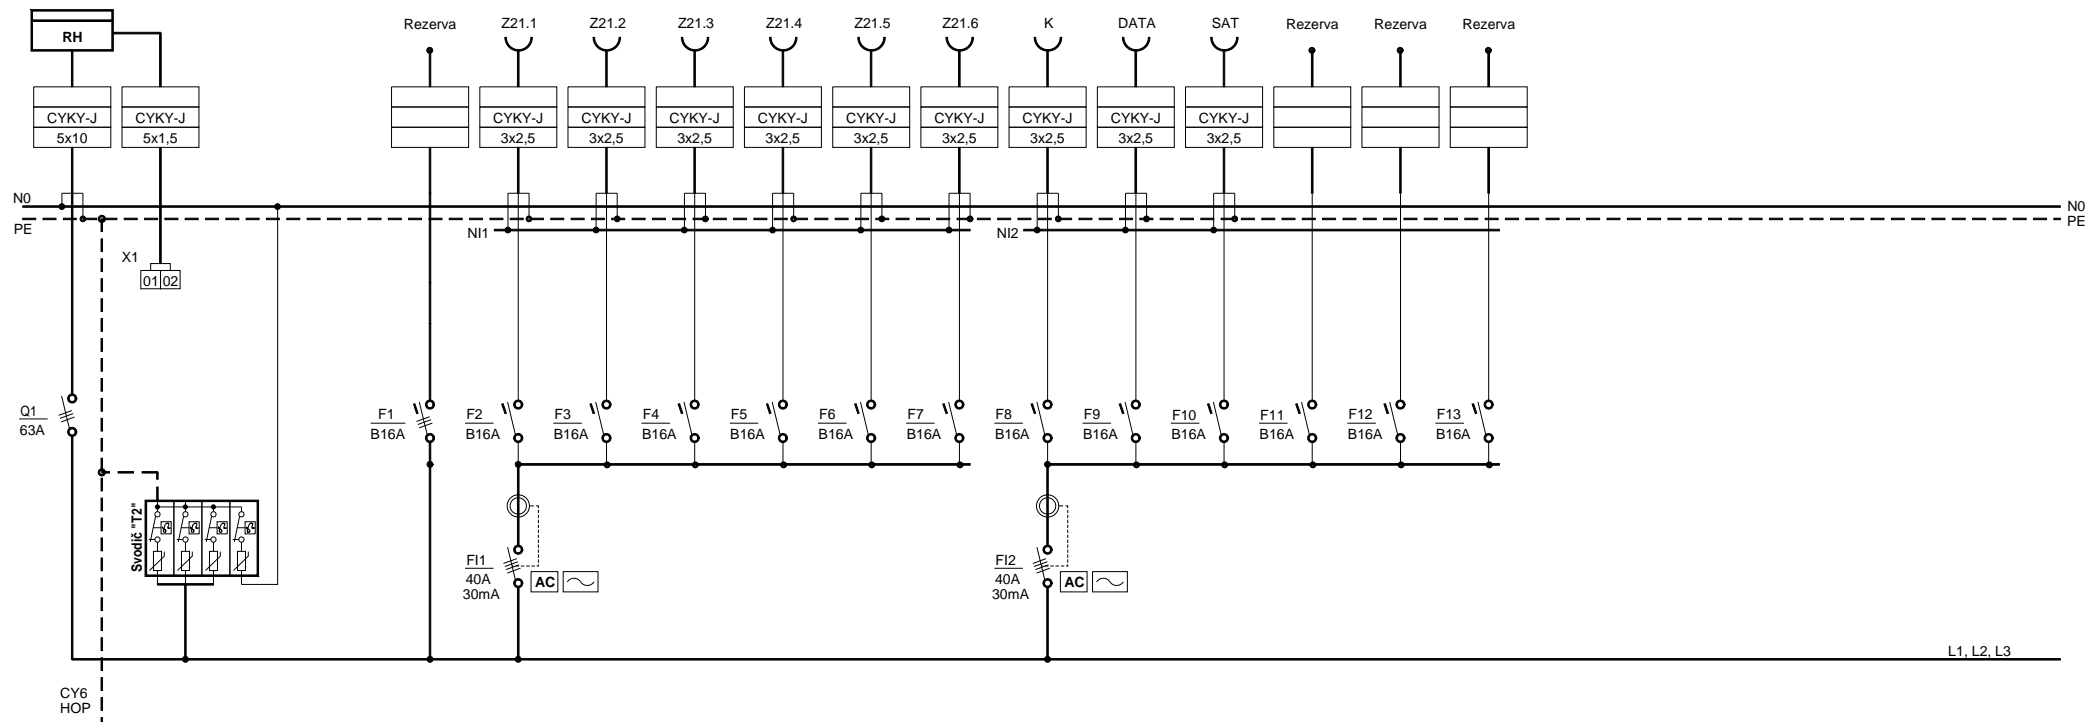 RH
Rezerva
Z21.1
Z21.2
Z21.3
Z21.4
Z21.5
Z21.6
K
DATA
SAT
Rezerva
Rezerva
Rezerva
CYKY-J
5x10
CYKY-J
5x1,5
CYKY-J
3x2,5
CYKY-J
3x2,5
CYKY-J
3x2,5
CYKY-J
3x2,5
CYKY-J
3x2,5
CYKY-J
3x2,5
CYKY-J
3x2,5
CYKY-J
3x2,5
CYKY-J
3x2,5
N0
PE
N0
PE
NI1
NI2
X1
01 02
Q1
63A
F1
B16A
F2
B16A
F3
B16A
F4
B16A
F5
B16A
F6
B16A
F7
B16A
F8
B16A
F9
B16A
F10
B16A
F11
B16A
F12
B16A
F13
B16A
Svodič "T2"
FI1
40A
30mA
AC
FI2
40A
30mA
AC
L1, L2, L3
CY6
HOP